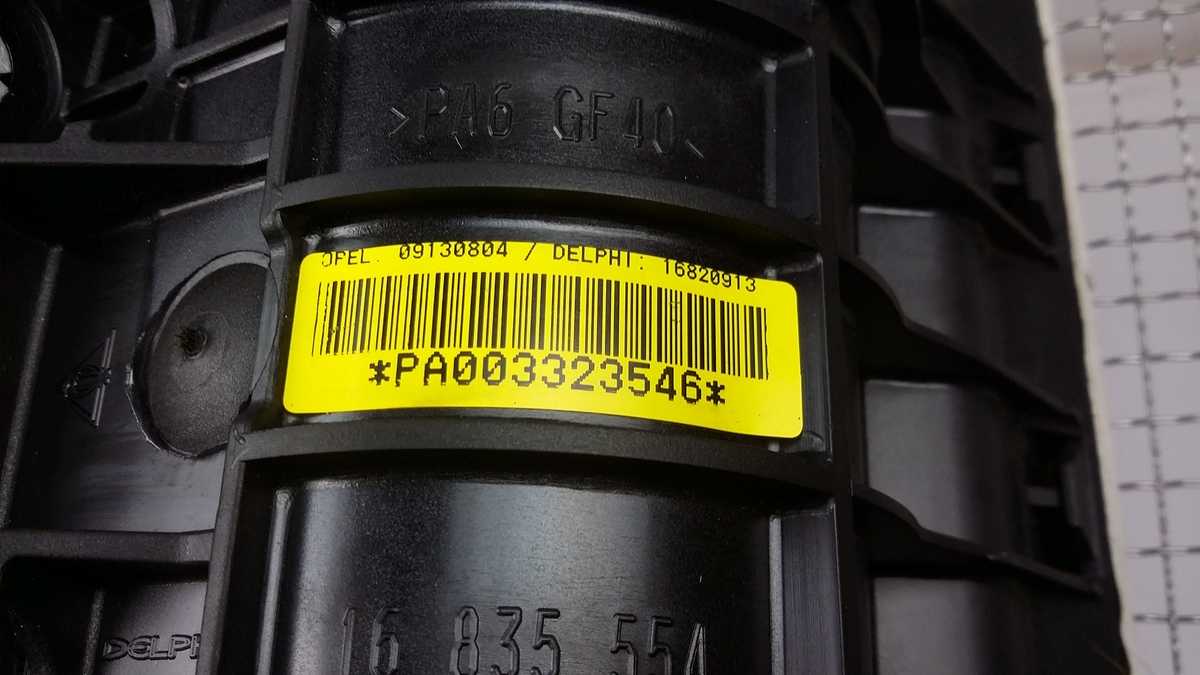 >PA6 GF40<
OPEL: 09130804 / DELPHI: 16820913
*PA003323546*
16 835 554
DELPHI